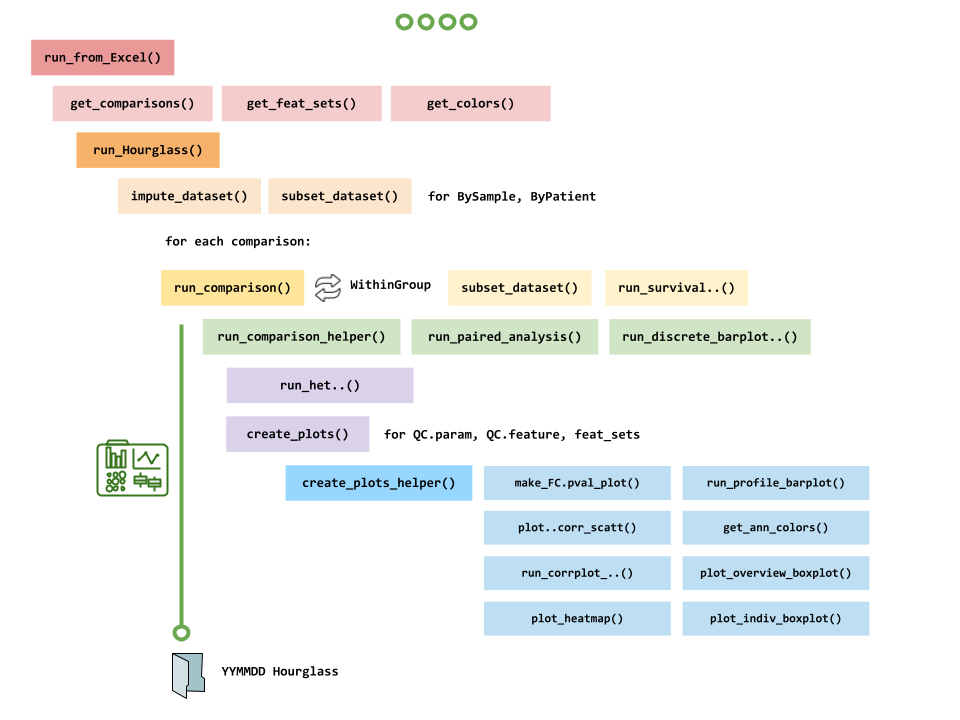 run_from_Excel()
get_comparisons() get_feat_sets() get_colors()
run_Hourglass()
impute_dataset() subset_dataset() for BySample, ByPatient
for each comparison:
run_comparison() WithinGroup subset_dataset() run_survival..()
run_comparison_helper() run_paired_analysis() run_discrete_barplot..()
run_het..()
create_plots() for QC.param, QC.feature, feat_sets
create_plots_helper() make_FC.pval_plot() run_profile_barplot()
plot..corr_scatt() get_ann_colors()
run_corrplot_..() plot_overview_boxplot()
plot_heatmap() plot_indiv_boxplot()
YYMMDD Hourglass